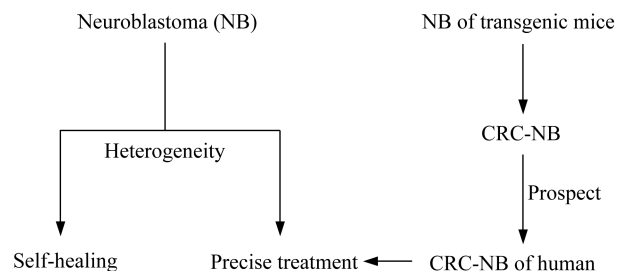 Neuroblastoma (NB)
NB of transgenic mice
CRC-NB
Heterogeneity
Prospect
Self-healing
Precise treatment
CRC-NB of human